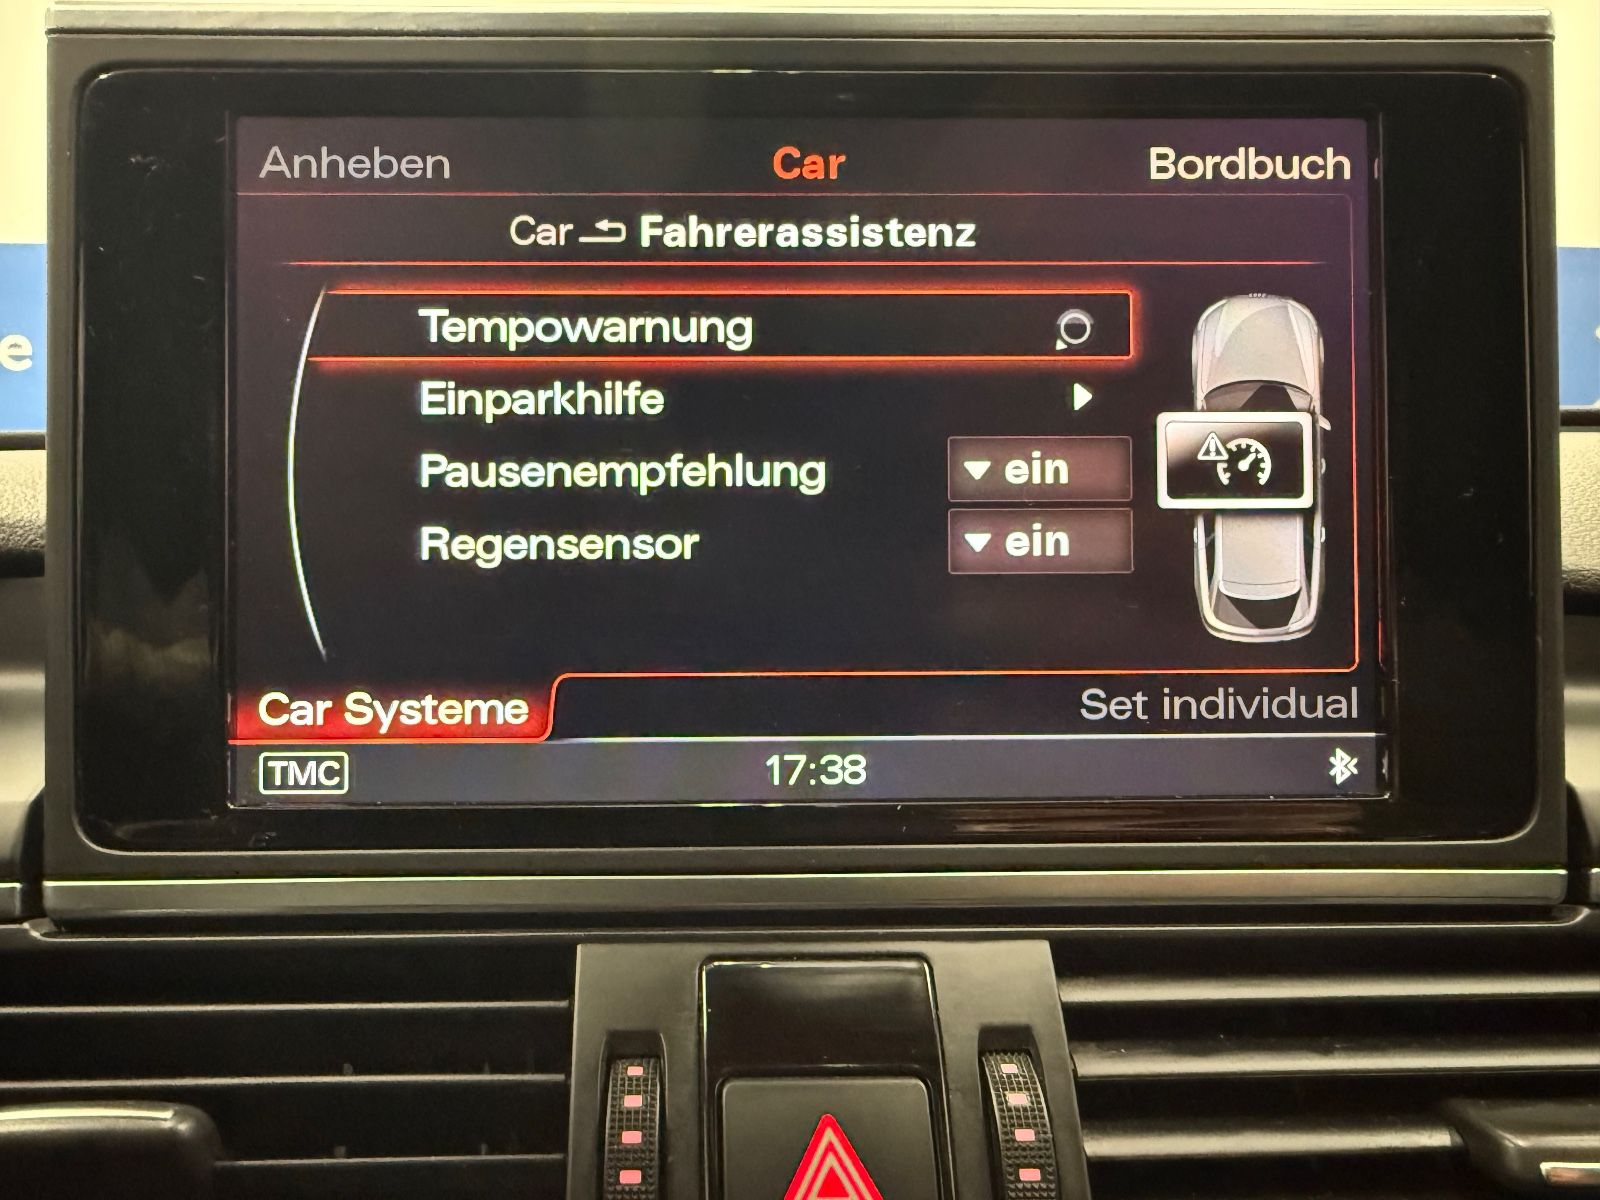 Anheben Car Bordbuch
Car Fahrerassistenz
Tempowarnung
Einparkhilfe
Pausenempfehlung ein
Regensensor ein
Car Systeme Set individual
TMC 17:38
e